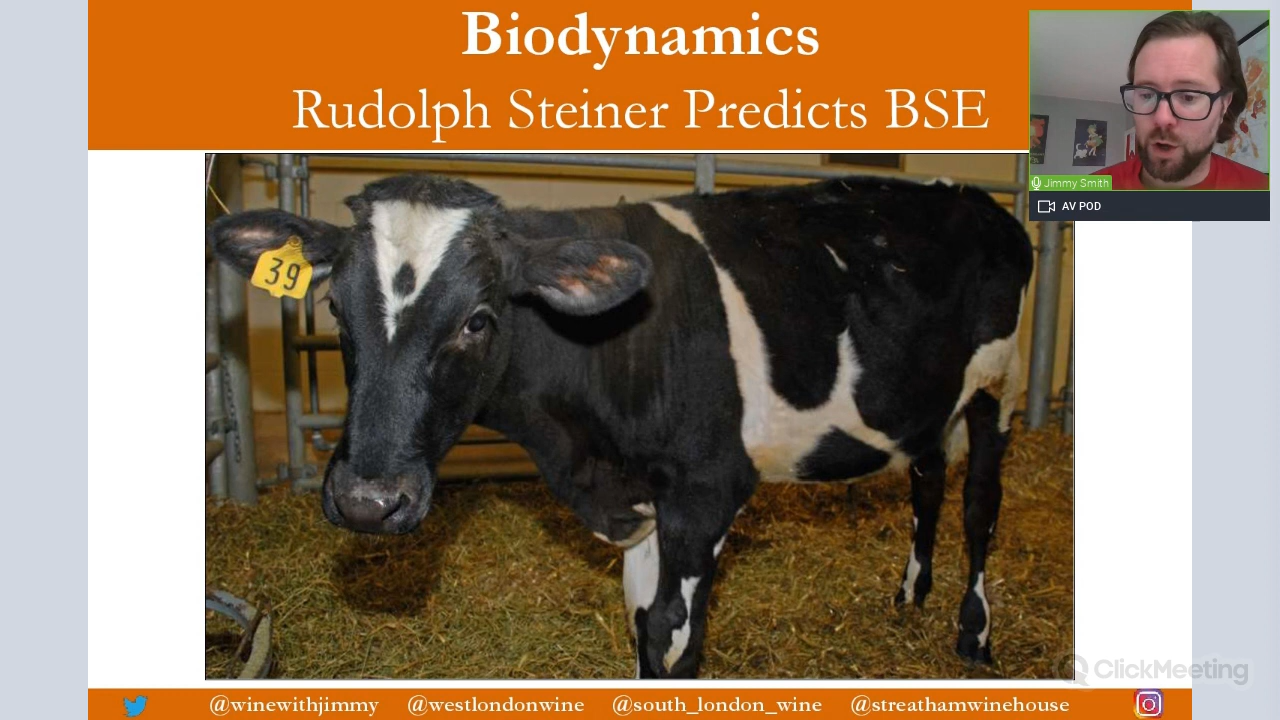 Biodynamics
Rudolph Steiner Predicts BSE
Jimmy Smith
AV POD
39
ClickMeeting
@winewithjimmy @westlondonwine @south_london_wine @streathamwinehouse